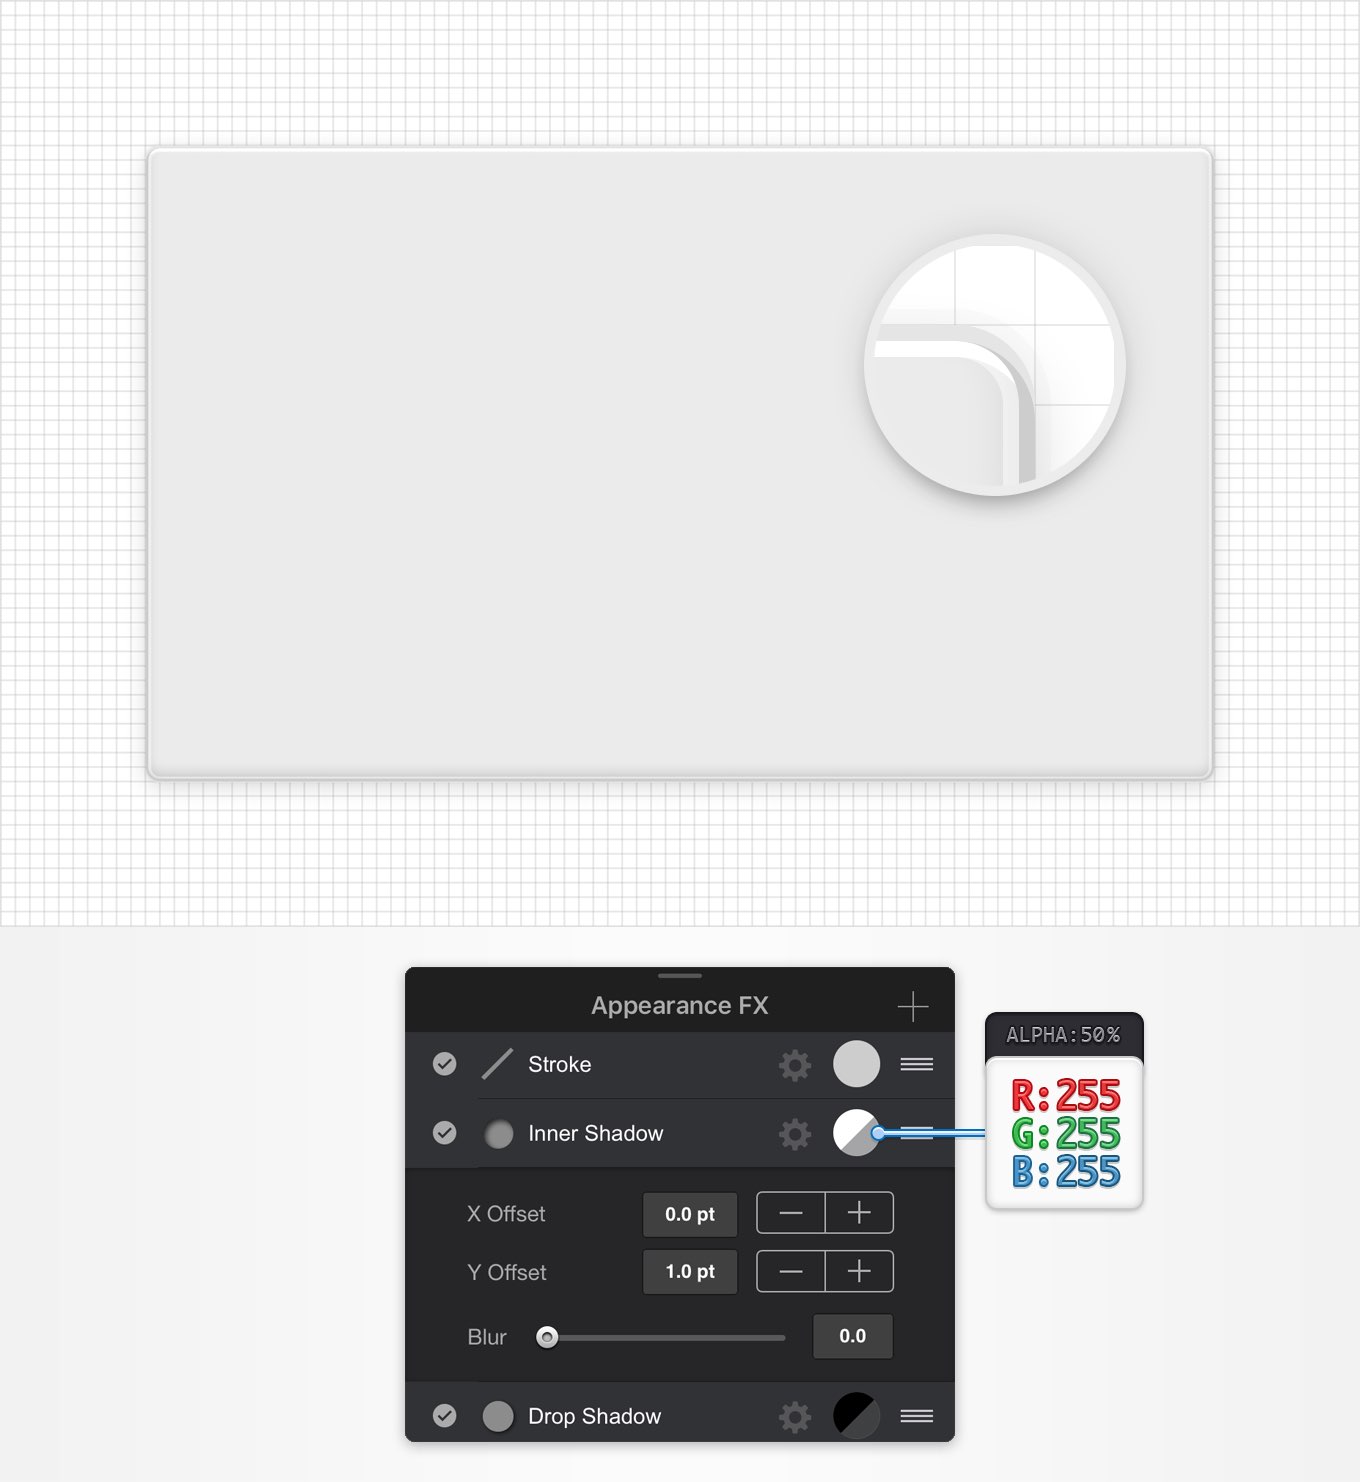 Appearance FX
Stroke
Inner Shadow
X Offset 0.0 pt
Y Offset 1.0 pt
Blur 0.0
Drop Shadow
ALPHA:50%
R:255
G:255
B:255